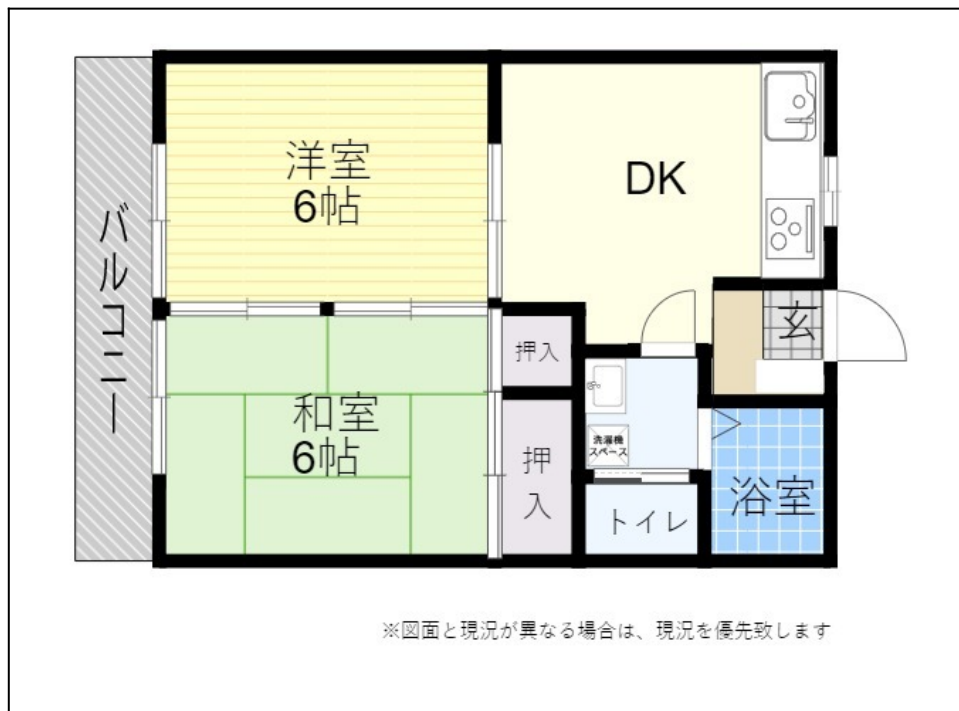 洋室
6帖
DK
バルコニー
玄
押入
和室
6帖
押入
洗濯機
スペース
トイレ
浴室
※図面と現況が異なる場合は、現況を優先致します